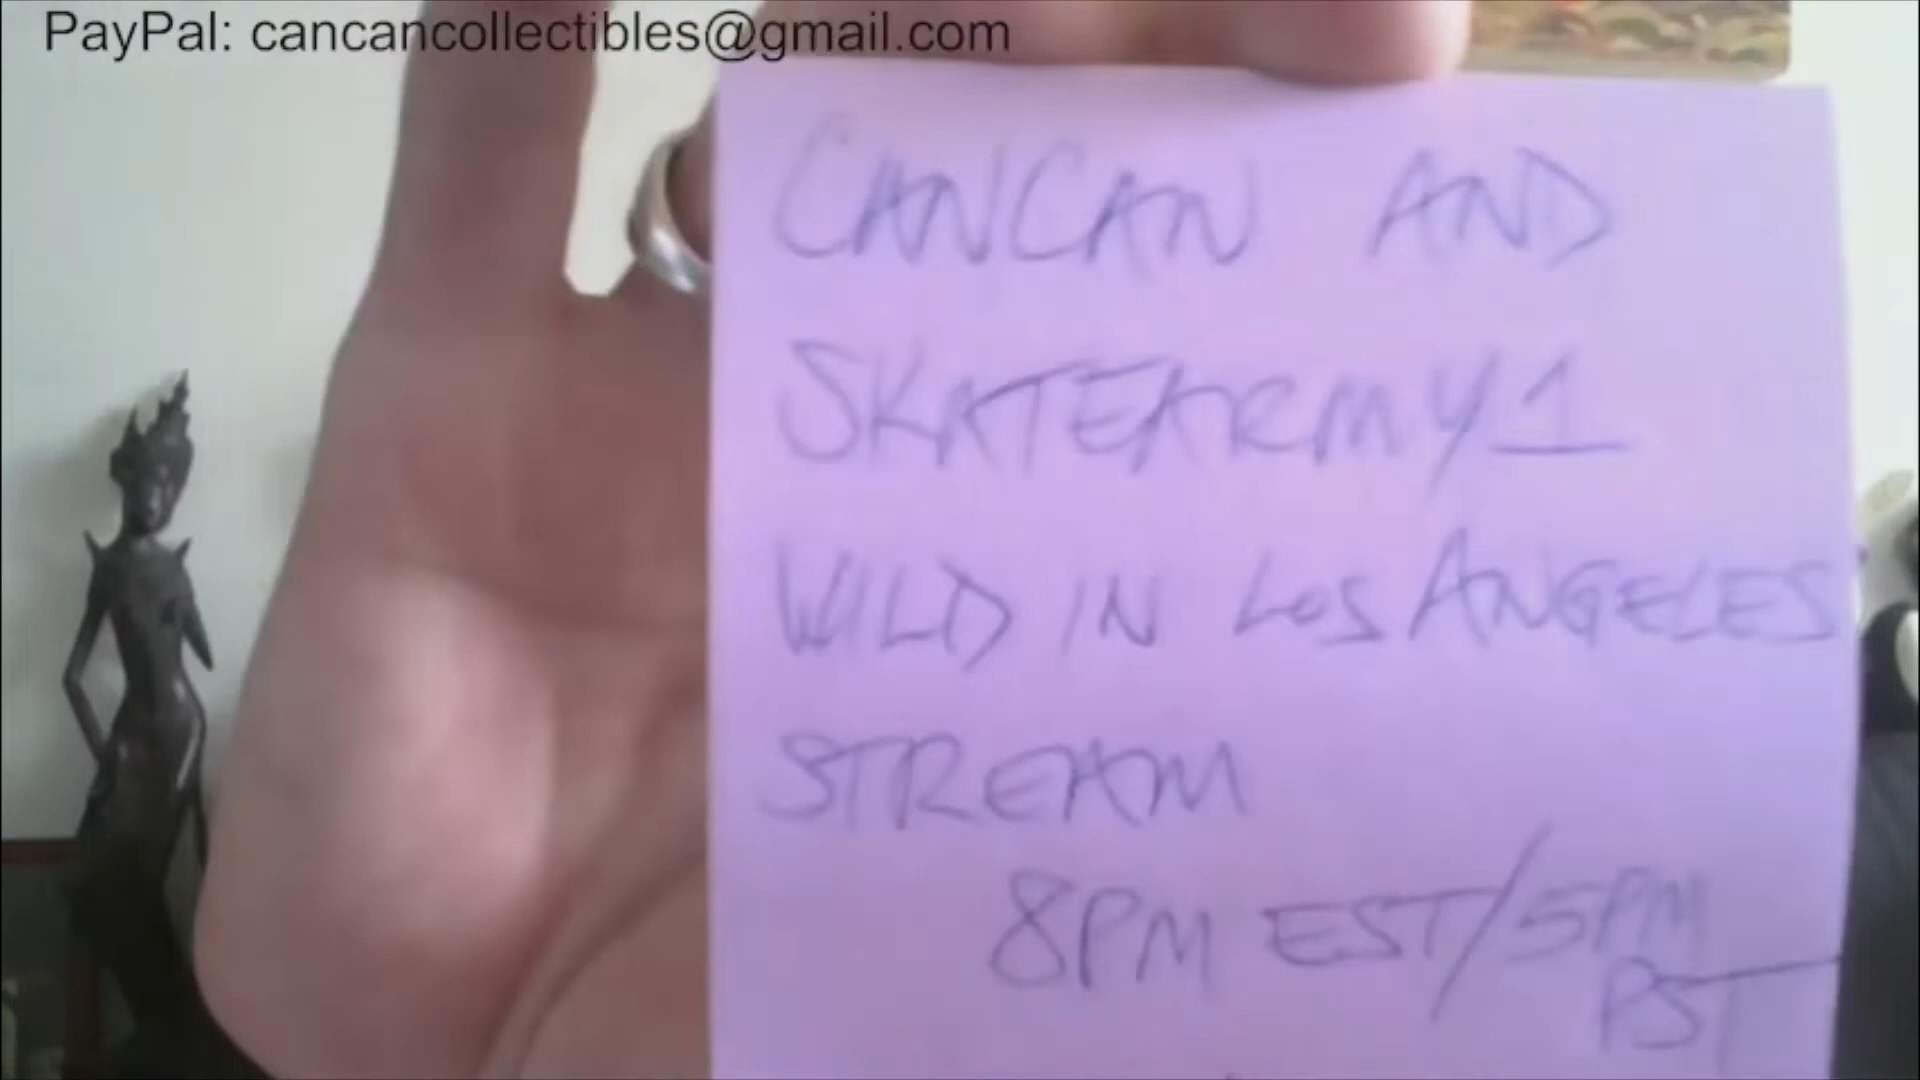 PayPal: cancancollectibles@gmail.com
CANCAN AND
SKATEARMY1
WILD IN LOS ANGELES
STREAM
8PM EST/5PM
PST